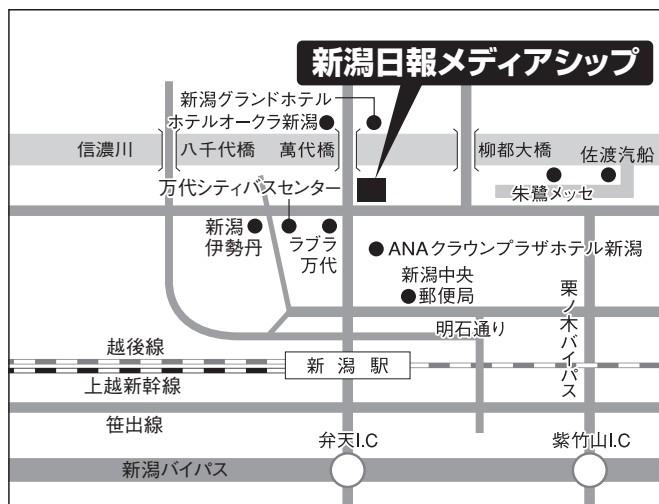 新潟日報メディアシップ
新潟グランドホテル
ホテルオークラ新潟
信濃川
八千代橋
萬代橋
柳都大橋
佐渡汽船
朱鷺メッセ
万代シティバスセンター
新潟
伊勢丹
ラブラ
万代
ANAクラウンプラザホテル新潟
新潟中央
郵便局
栗ノ木バイパス
明石通り
越後線
新潟駅
上越新幹線
笹出線
弁天I.C
紫竹山I.C
新潟バイパス